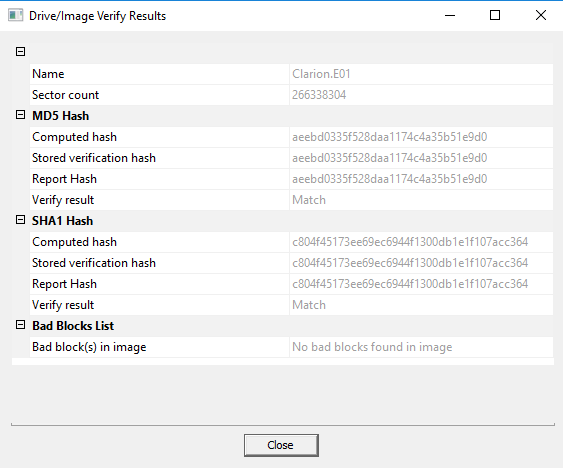 Drive/Image Verify Results
Name Clarion.E01
Sector count 266338304
MD5 Hash
Computed hash aeebd0335f528daa1174c4a35b51e9d0
Stored verification hash aeebd0335f528daa1174c4a35b51e9d0
Report Hash aeebd0335f528daa1174c4a35b51e9d0
Verify result Match
SHA1 Hash
Computed hash c804f45173ee69ec6944f1300db1e1f107acc364
Stored verification hash c804f45173ee69ec6944f1300db1e1f107acc364
Report Hash c804f45173ee69ec6944f1300db1e1f107acc364
Verify result Match
Bad Blocks List
Bad block(s) in image No bad blocks found in image
Close